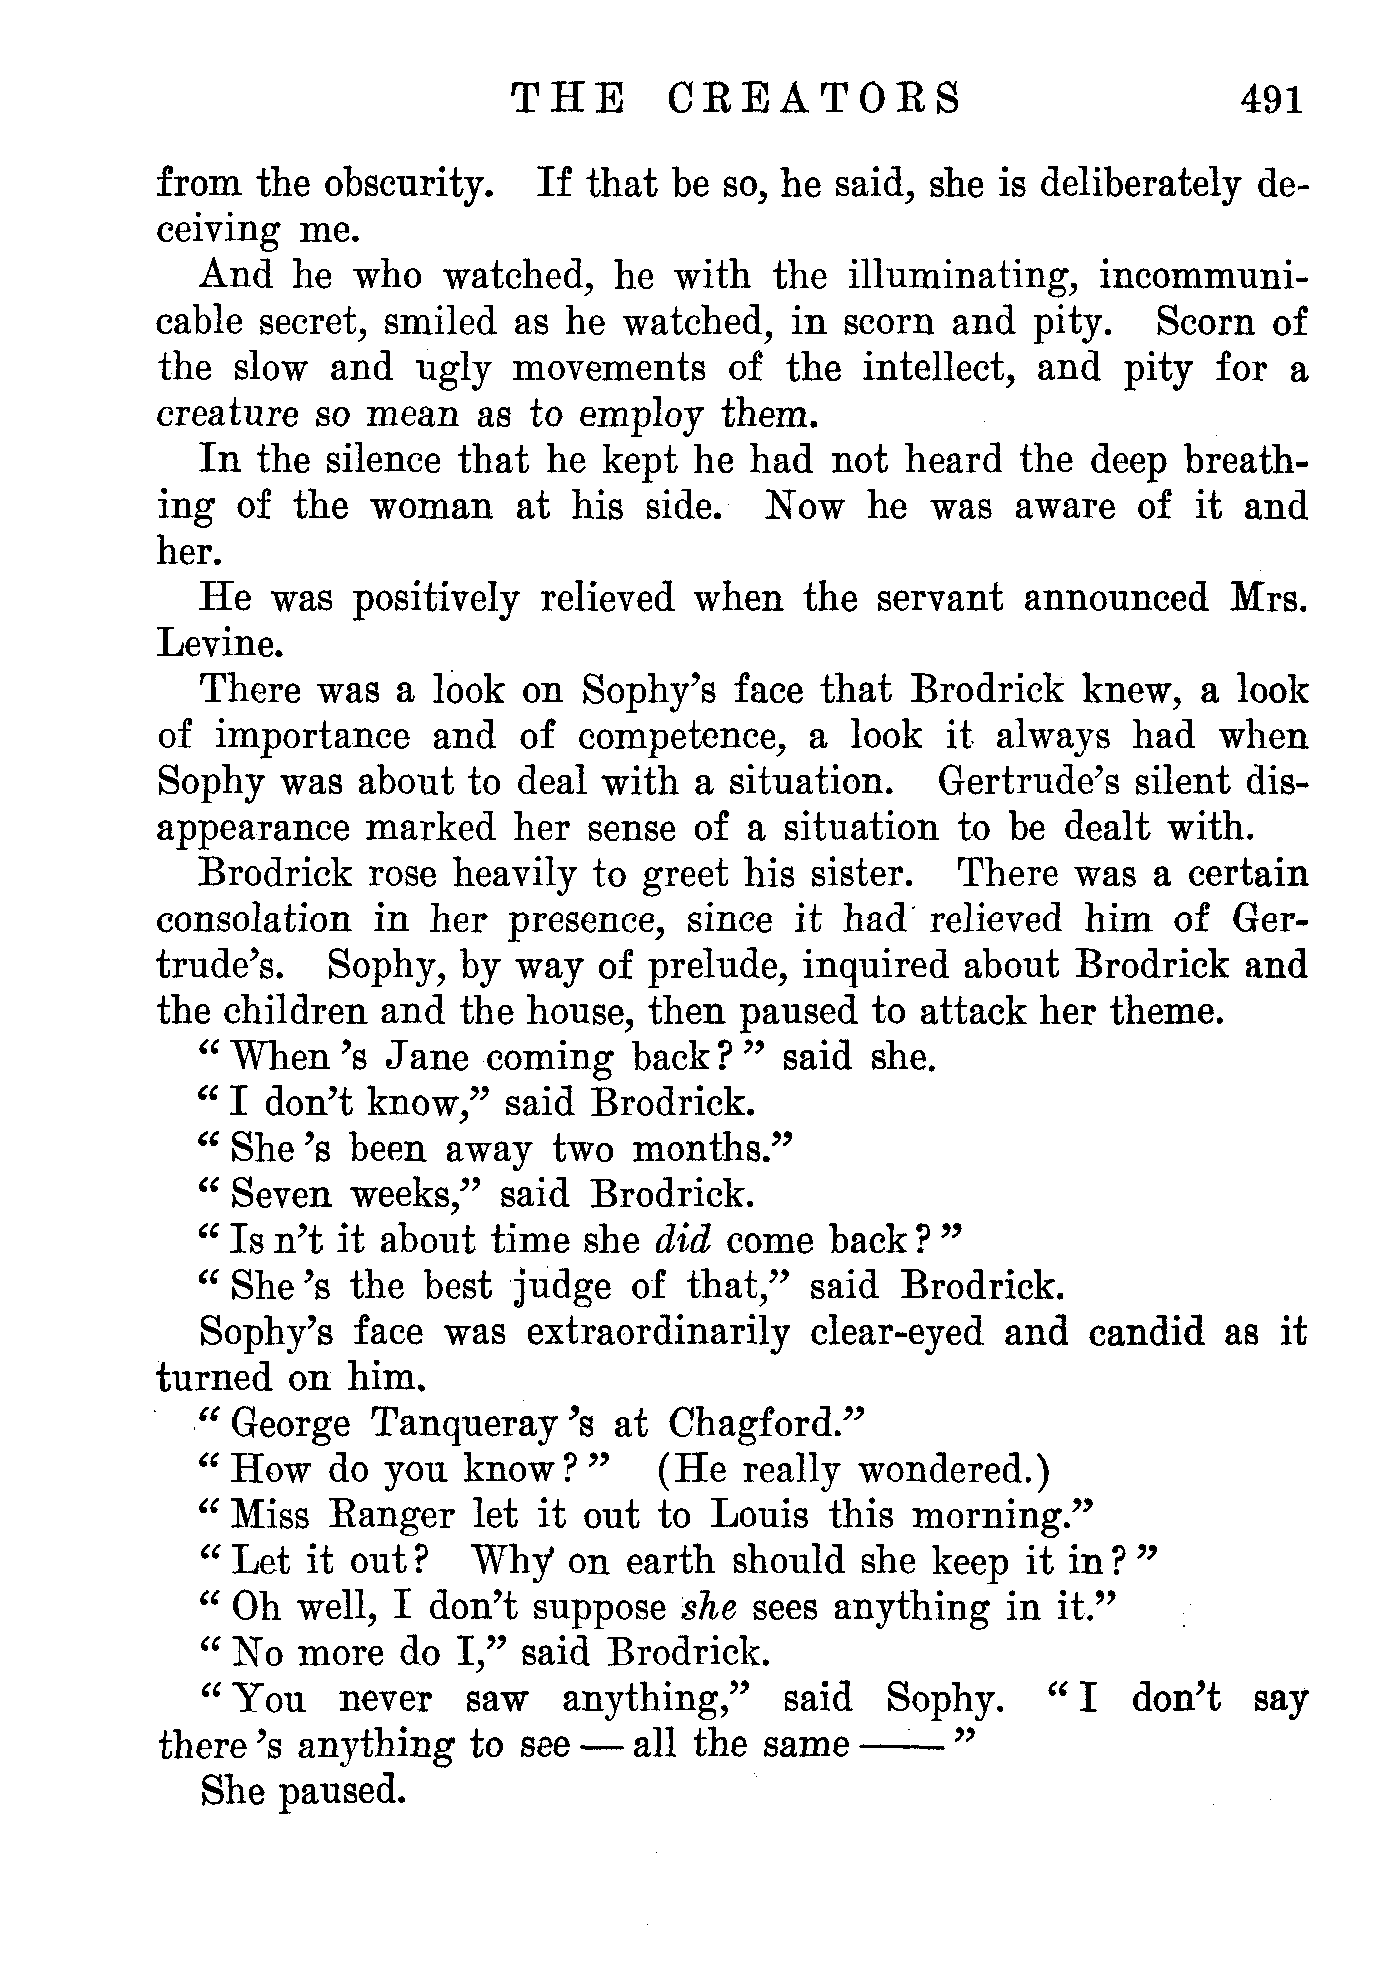 THE CREATORS 491
from the obscurity. If that be so, he said, she is deliberately de-
ceiving me.
And he who watched, he with the illuminating, incommuni-
cable secret, smiled as he watched, in scorn and pity. Scorn of
the slow and ugly movements of the intellect, and pity for a
creature so mean as to employ them.
In the silence that he kept he had not heard the deep breath-
ing of the woman at his side. Now he was aware of it and
her.
He was positively relieved when the servant announced Mrs.
Levine.
There was a look on Sophy's face that Brodrick knew, a look
of importance and of competence, a look it always had when
Sophy was about to deal with a situation. Gertrude's silent dis-
appearance marked her sense of a situation to be dealt with.
Brodrick rose heavily to greet his sister. There was a certain
consolation in her presence, since it had relieved him of Ger-
trude's. Sophy, by way of prelude, inquired about Brodrick and
the children and the house, then paused to attack her theme.
“When 's Jane coming back?” said she.
“I don't know,” said Brodrick.
“She 's been away two months.”
“Seven weeks,” said Brodrick.
“Is n't it about time she did come back?”
“She 's the best judge of that,” said Brodrick.
Sophy's face was extraordinarily clear-eyed and candid as it
turned on him.
“George Tanqueray 's at Chagford.”
“How do you know?” (He really wondered.)
“Miss Ranger let it out to Louis this morning.”
“Let it out? Why on earth should she keep it in?”
“Oh well, I don't suppose she sees anything in it.”
“No more do I,” said Brodrick.
“You never saw anything,” said Sophy. “I don't say
there 's anything to see — all the same ——”
She paused.